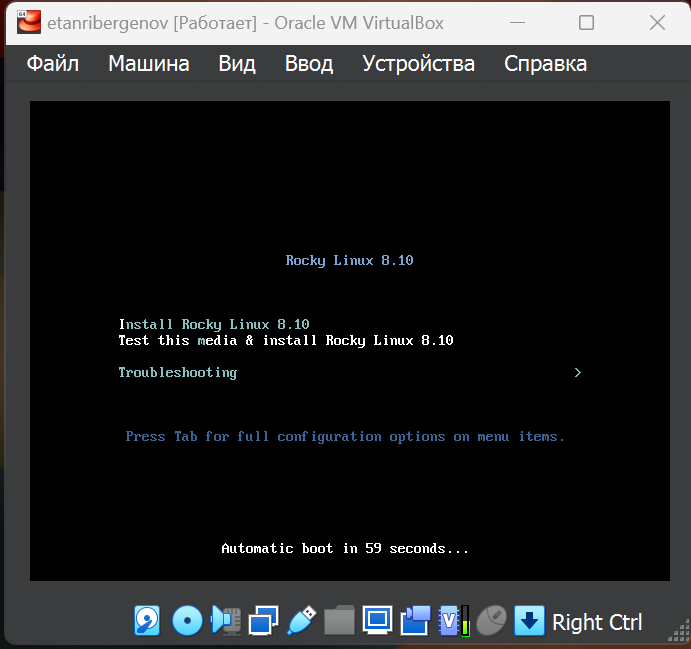 etanribergenov [Работает] - Oracle VM VirtualBox
Файл Машина Вид Ввод Устройства Справка
Rocky Linux 8.10
Install Rocky Linux 8.10
Test this media & install Rocky Linux 8.10
Troubleshooting >
Press Tab for full configuration options on menu items.
Automatic boot in 59 seconds...
Right Ctrl